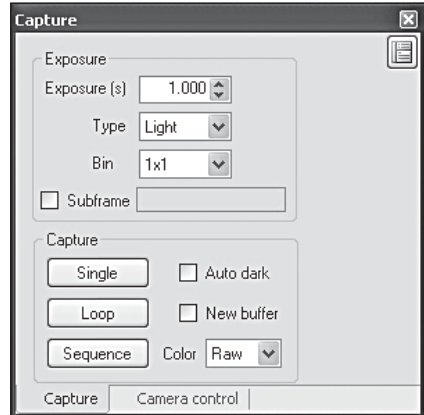 Capture
Exposure
Exposure (s) 1.000
Type Light
Bin 1x1
Subframe
Capture
Single Auto dark
Loop New buffer
Sequence Color Raw
Capture Camera control